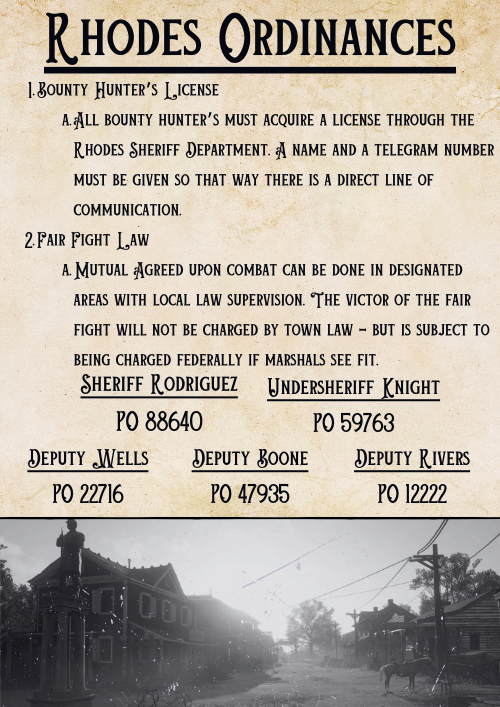 Rhodes Ordinances
1. Bounty Hunter's License
a. All bounty hunter's must acquire a license through the
Rhodes Sheriff Department. A name and a telegram number
must be given so that way there is a direct line of
communication.
2. Fair Fight Law
a. Mutual Agreed upon combat can be done in designated
areas with local law supervision. The victor of the fair
fight will not be charged by town law – but is subject to
being charged federally if marshals see fit.
Sheriff Rodriguez Undersheriff Knight
PO 88640 PO 59763
Deputy Wells Deputy Boone Deputy Rivers
PO 22716 PO 47935 PO 12222